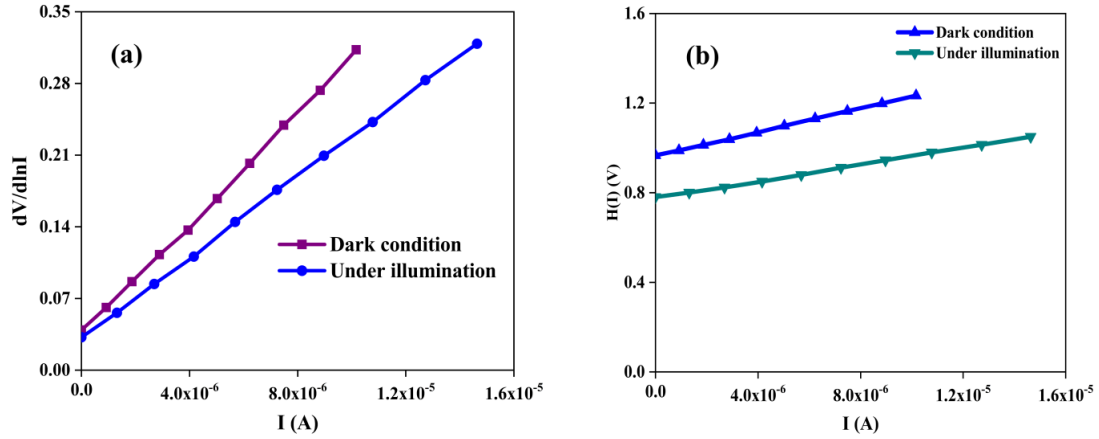 (a)
0.35
0.28
0.21
0.14
0.07
0.00
dV/dlnI
Dark condition
Under illumination
0.0
4.0x10⁻⁶
8.0x10⁻⁶
1.2x10⁻⁵
1.6x10⁻⁵
I (A)
(b)
1.6
1.2
0.8
0.4
0.0
H(I) (V)
Dark condition
Under illumination
0.0
4.0x10⁻⁶
8.0x10⁻⁶
1.2x10⁻⁵
1.6x10⁻⁵
I (A)